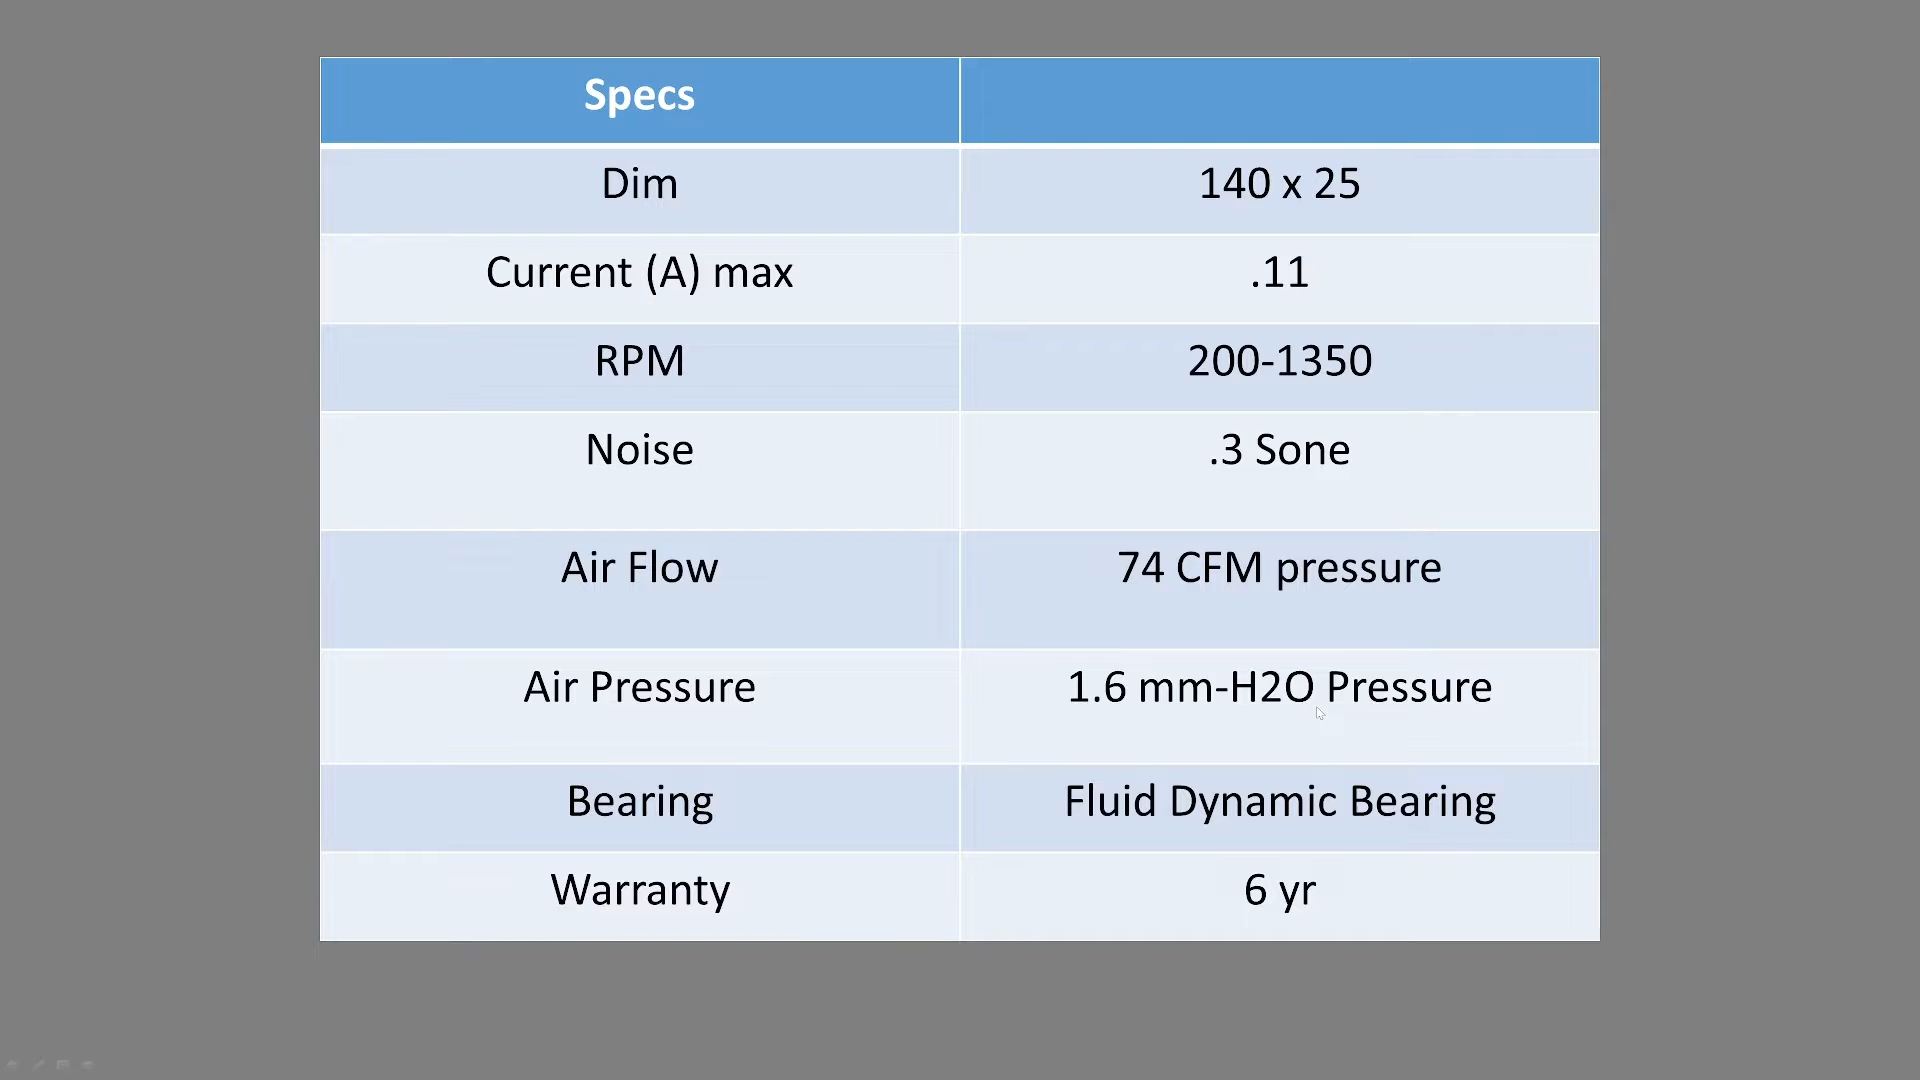 Specs
Dim 140 x 25
Current (A) max .11
RPM 200-1350
Noise .3 Sone
Air Flow 74 CFM pressure
Air Pressure 1.6 mm-H2O Pressure
Bearing Fluid Dynamic Bearing
Warranty 6 yr